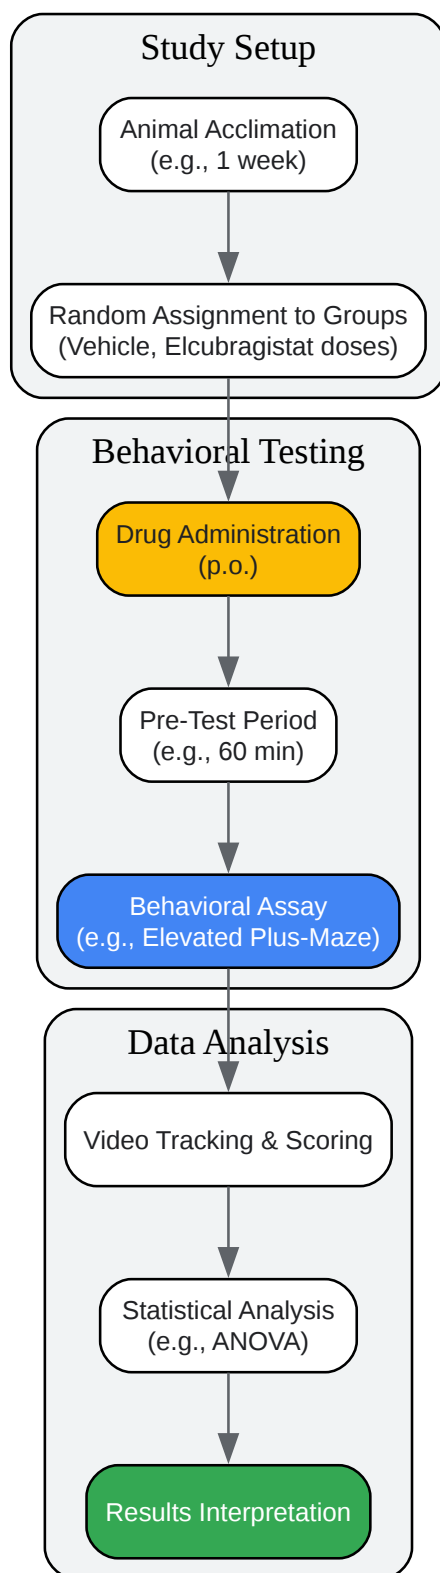 Study Setup
Animal Acclimation
(e.g., 1 week)
Random Assignment to Groups
(Vehicle, Elcubragistat doses)
Behavioral Testing
Drug Administration
(p.o.)
Pre-Test Period
(e.g., 60 min)
Behavioral Assay
(e.g., Elevated Plus-Maze)
Data Analysis
Video Tracking & Scoring
Statistical Analysis
(e.g., ANOVA)
Results Interpretation